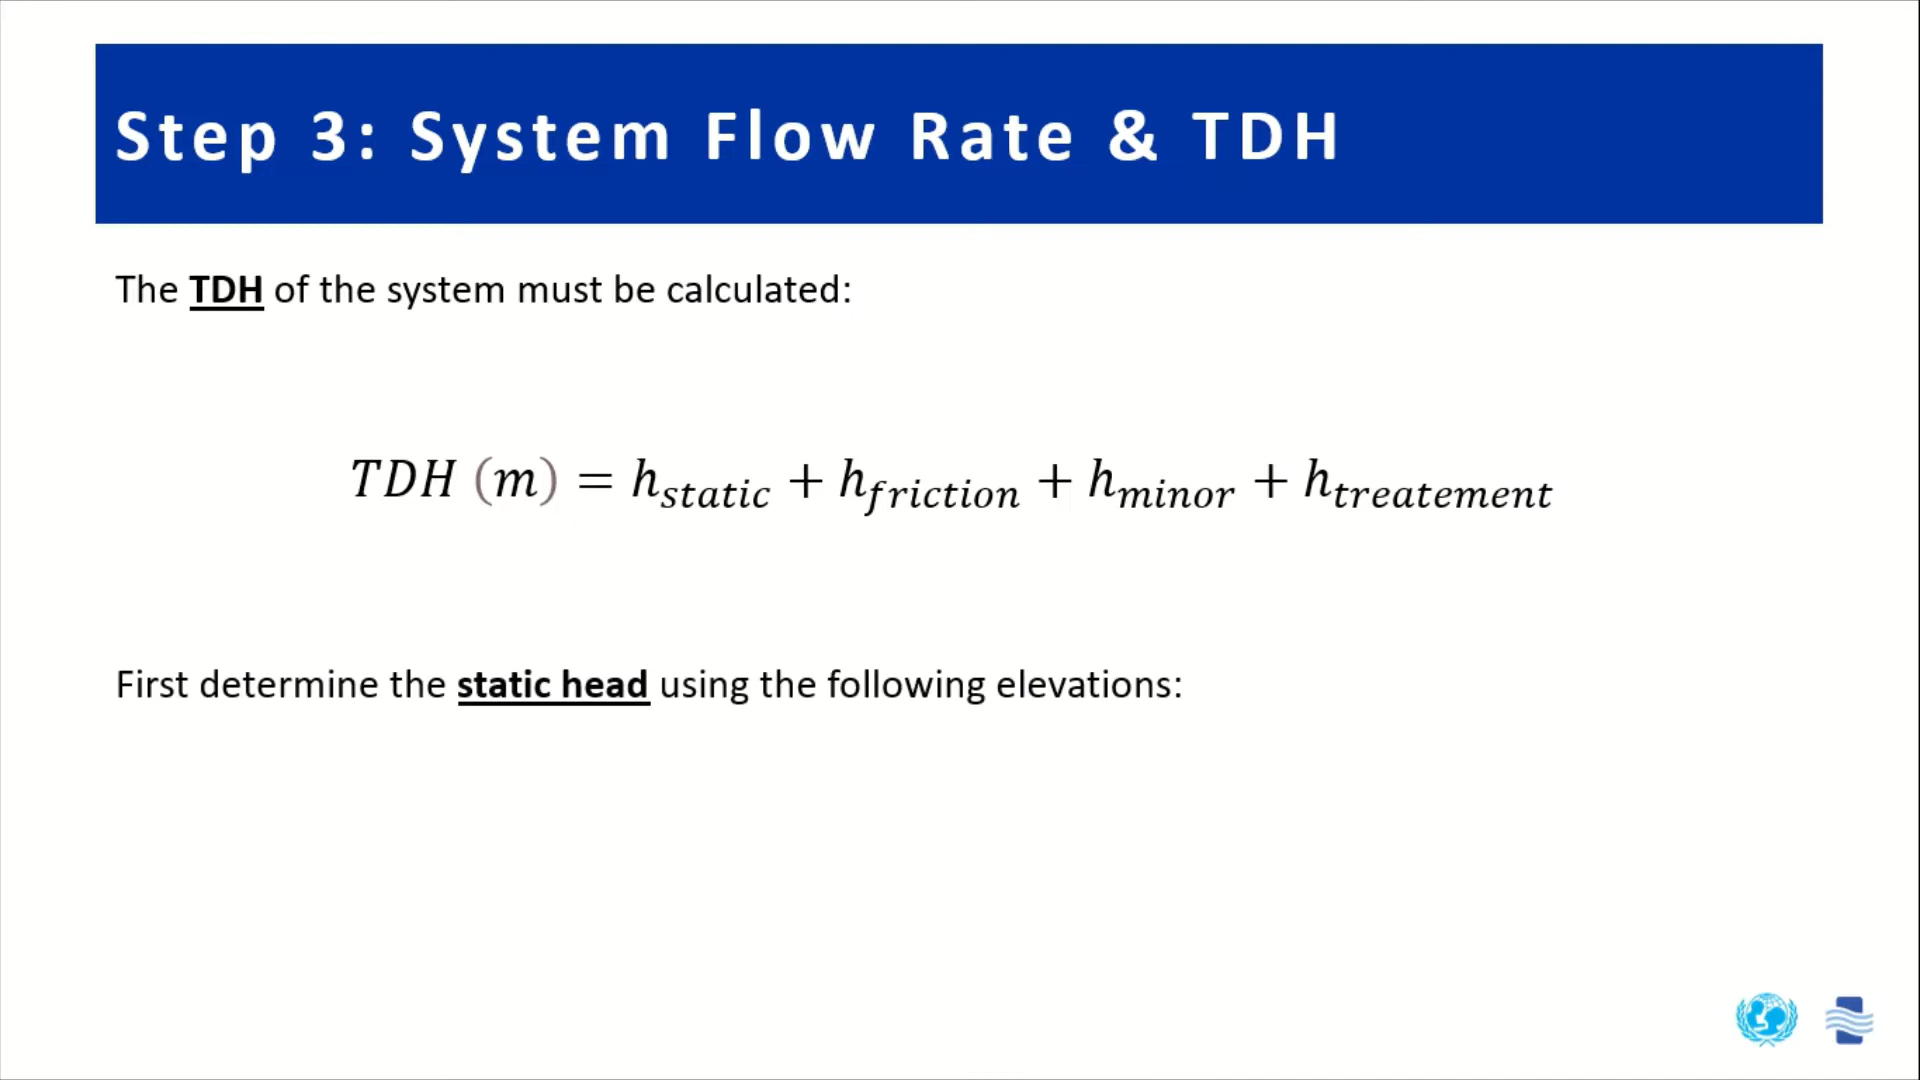 Step 3: System Flow Rate & TDH
The TDH of the system must be calculated:
TDH (m) = h_static + h_friction + h_minor + h_treatement
First determine the static head using the following elevations: